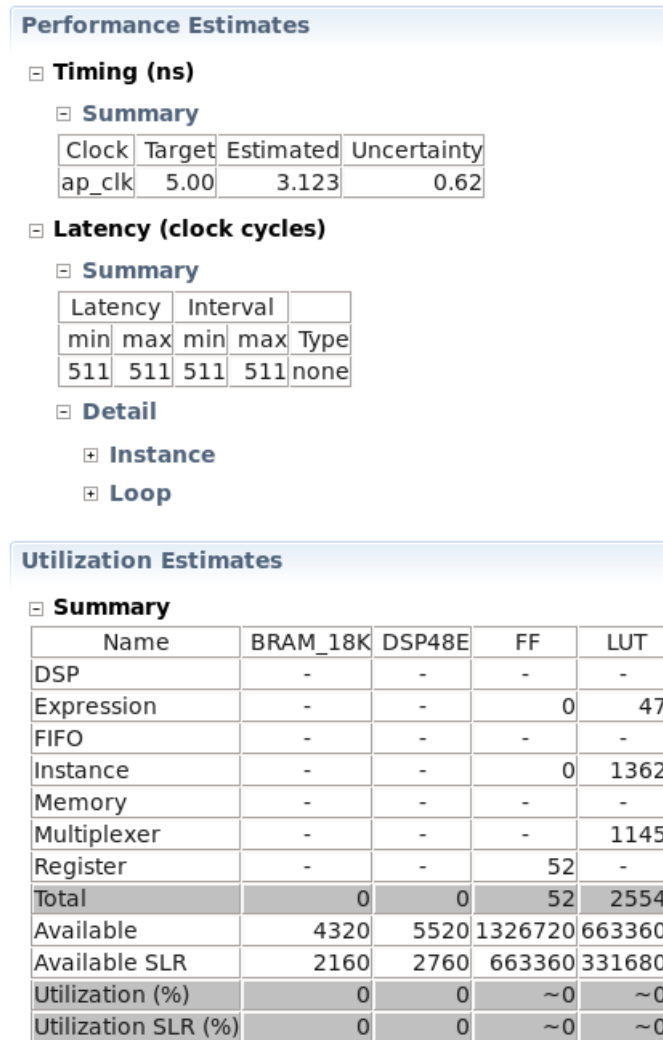 Performance Estimates
Timing (ns)
Summary
Clock Target Estimated Uncertainty
ap_clk 5.00 3.123 0.62
Latency (clock cycles)
Summary
Latency Interval
min max min max Type
511 511 511 511 none
Detail
Instance
Loop
Utilization Estimates
Summary
Name BRAM_18K DSP48E FF LUT
DSP - - - -
Expression - - 0 47
FIFO - - - -
Instance - - 0 1362
Memory - - - -
Multiplexer - - - 1145
Register - - 52 -
Total 0 0 52 2554
Available 4320 5520 1326720 663360
Available SLR 2160 2760 663360 331680
Utilization (%) 0 0 ~0 ~0
Utilization SLR (%) 0 0 ~0 ~0